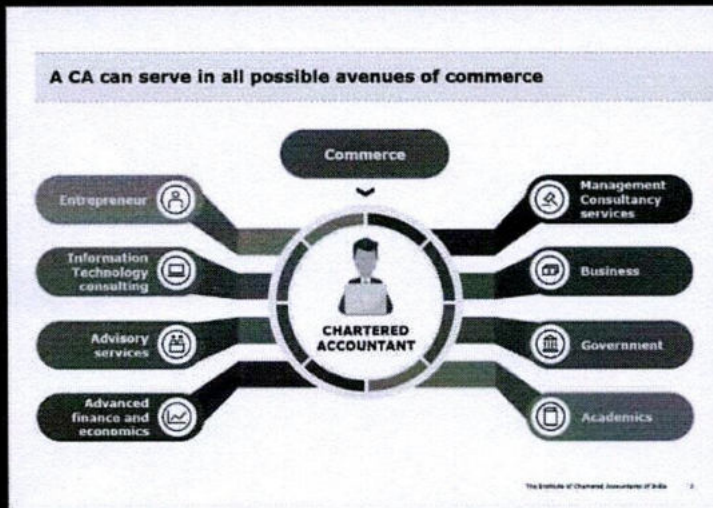 A CA can serve in all possible avenues of commerce
Commerce
Entrepreneur
Information
Technology
consulting
Advisory
services
Advanced
finance and
economics
CHARTERED
ACCOUNTANT
Management
Consultancy
services
Business
Government
Academics
The Institute of Chartered Accountants of India